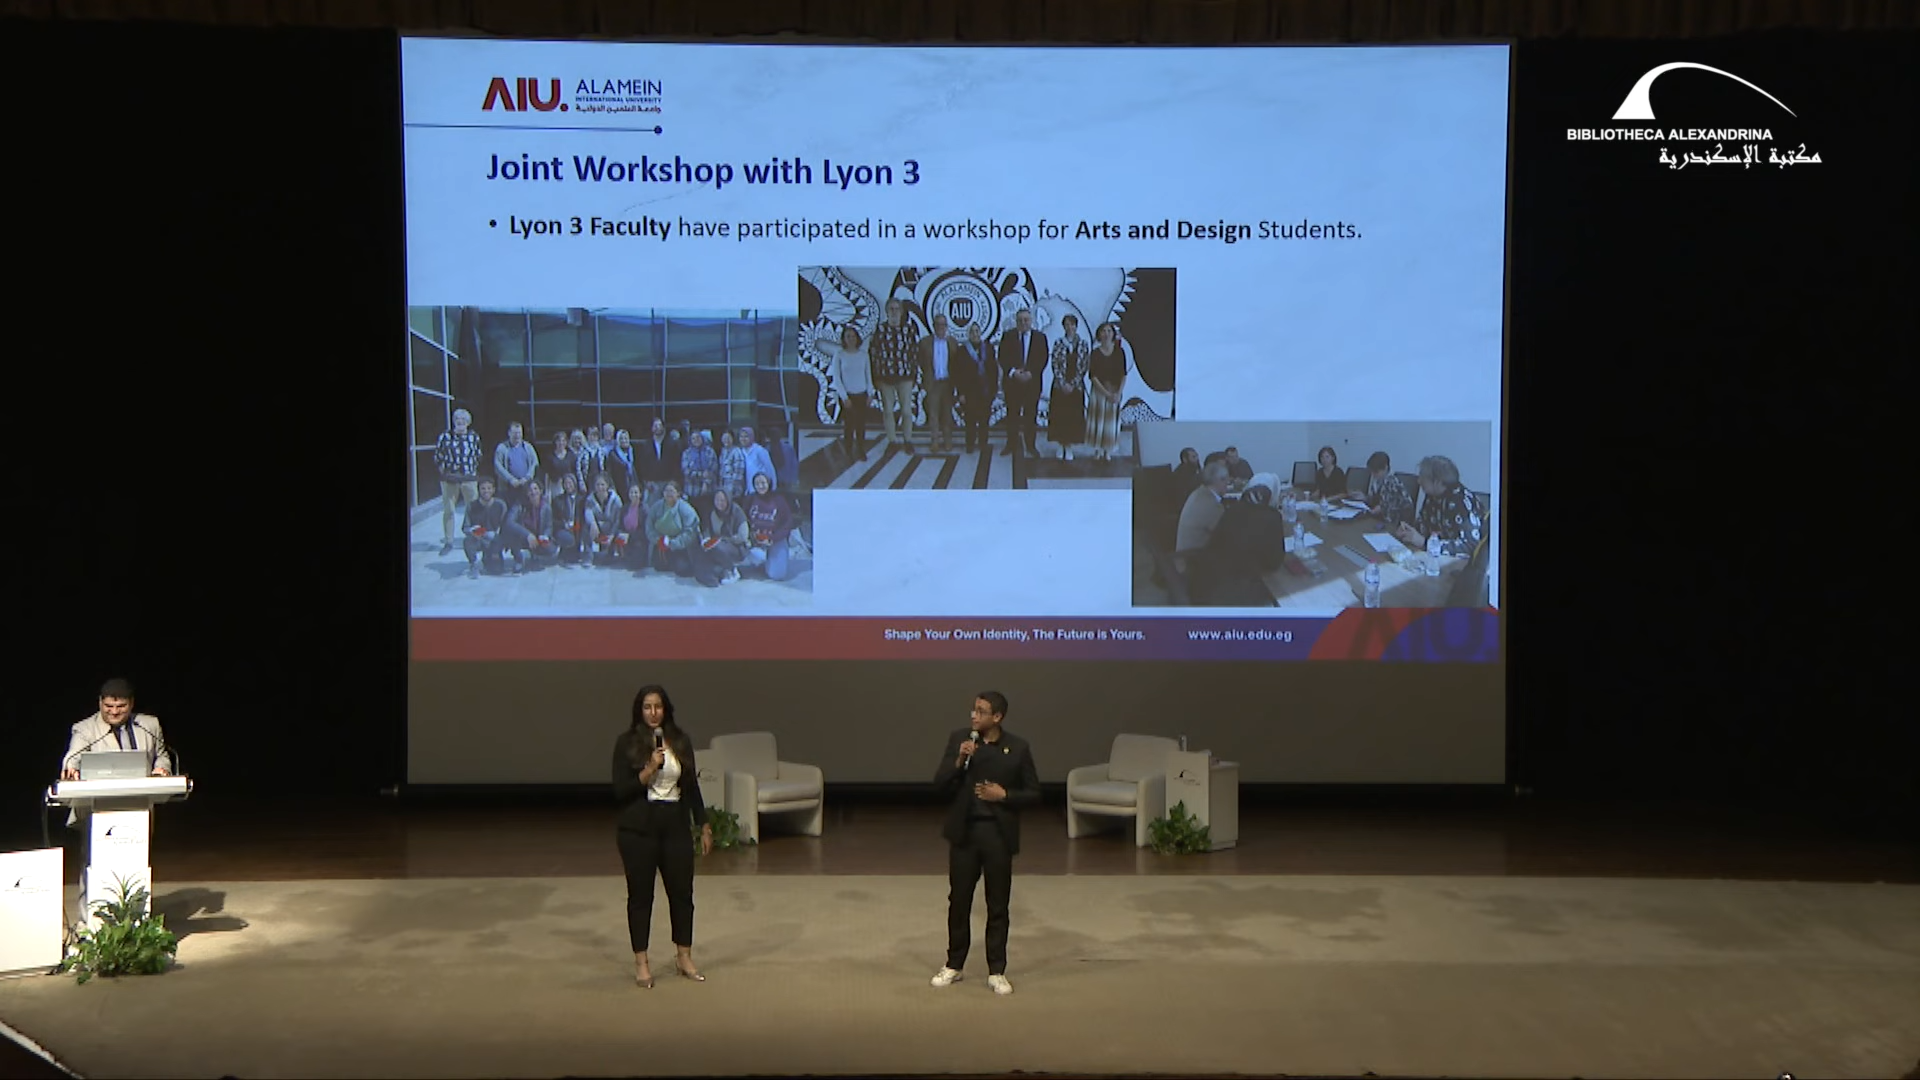 AIU.
ALAMEIN
INTERNATIONAL UNIVERSITY
جامعة العلمين الدولية
BIBLIOTHECA ALEXANDRINA
مكتبة الإسكندرية
Joint Workshop with Lyon 3
• Lyon 3 Faculty have participated in a workshop for Arts and Design Students.
AIU
Shape Your Own Identity, The Future is Yours.
www.aiu.edu.eg
AIU.